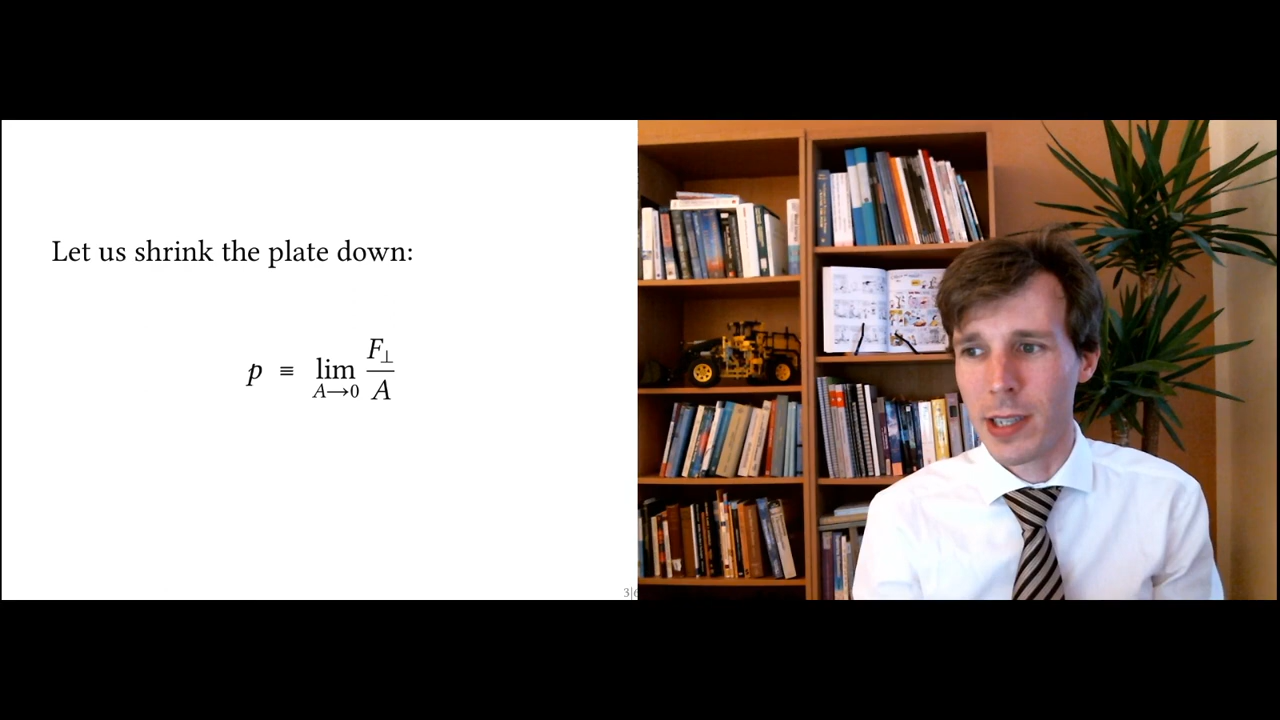 Let us shrink the plate down:
p ≡ lim_{A→0} F⊥/A